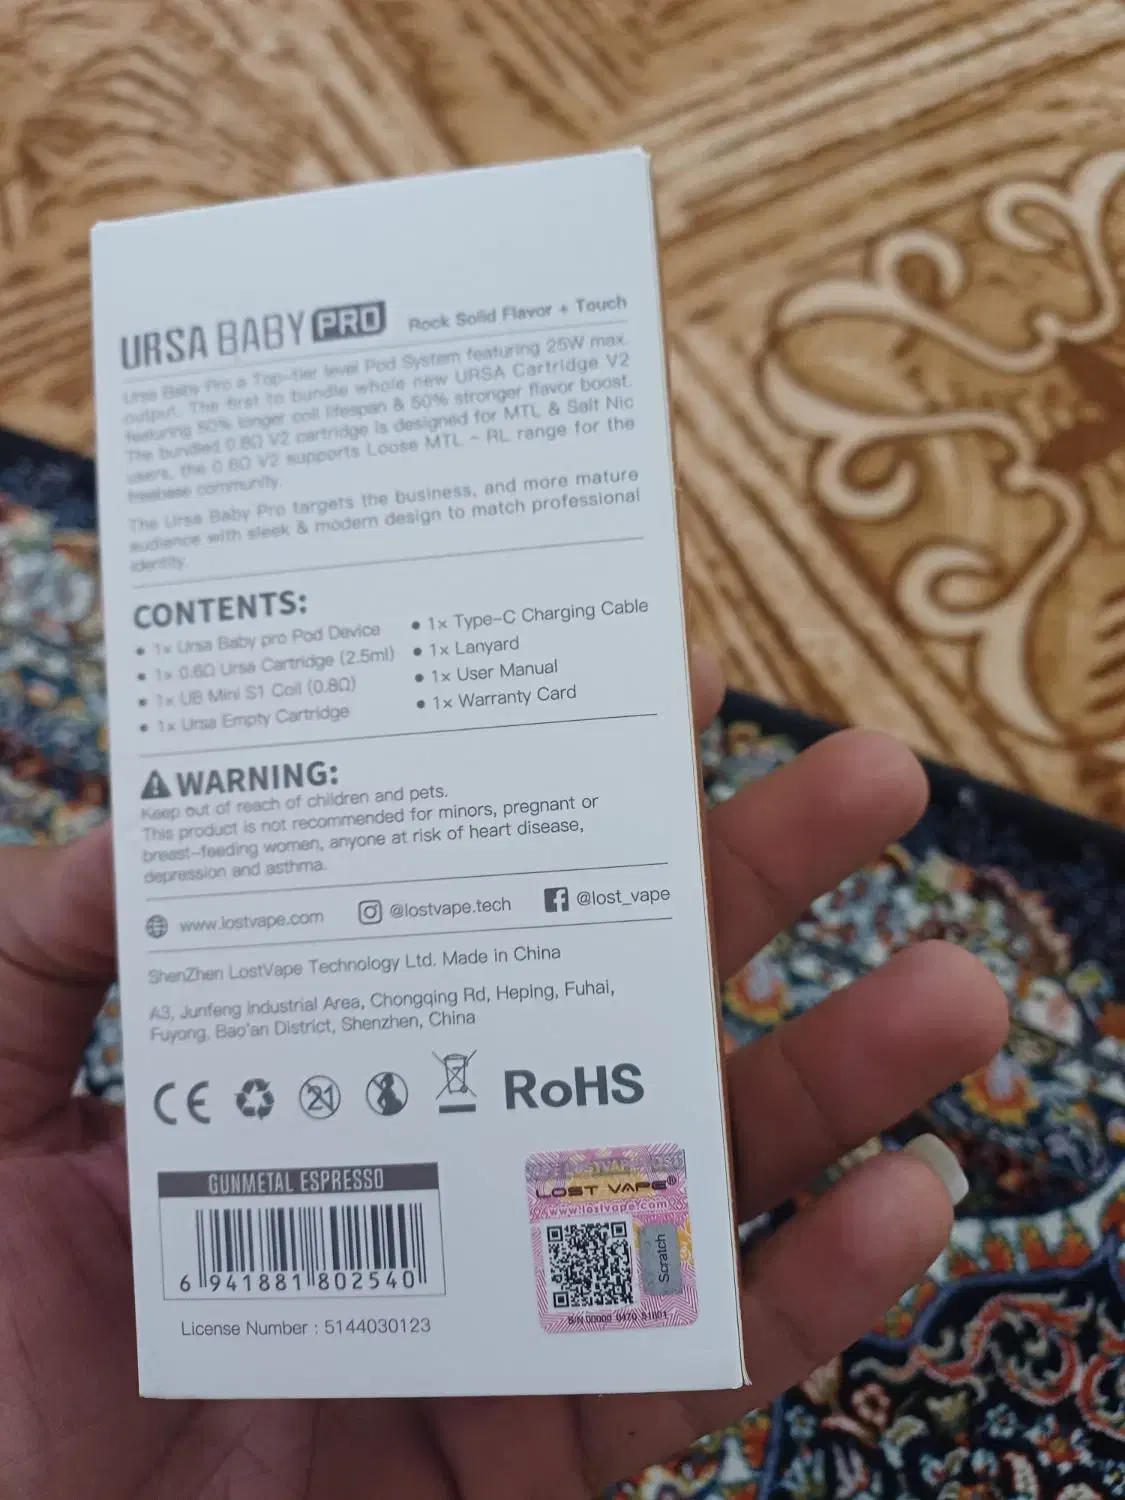 URSA BABY PRO Rock Solid Flavor + Touch
Ursa Baby Pro a Top-tier level Pod System featuring 25W max.
output. The first to bundle whole new URSA Cartridge V2
featuring 50% longer coil lifespan & 50% stronger flavor boost.
The bundled 0.8Ω V2 cartridge is designed for MTL & Salt Nic
users, the 0.6Ω V2 supports Loose MTL - RL range for the
freebase community.
The Ursa Baby Pro targets the business, and more mature
audience with sleek & modern design to match professional
identity.
CONTENTS:
• 1x Ursa Baby pro Pod Device
• 1x 0.6Ω Ursa Cartridge (2.5ml)
• 1x UB Mini S1 Coil (0.8Ω)
• 1x Ursa Empty Cartridge
• 1x Type-C Charging Cable
• 1x Lanyard
• 1x User Manual
• 1x Warranty Card
WARNING:
Keep out of reach of children and pets.
This product is not recommended for minors, pregnant or
breast-feeding women, anyone at risk of heart disease,
depression and asthma.
www.lostvape.com @lostvape.tech @lost_vape
ShenZhen LostVape Technology Ltd. Made in China
A3, Junfeng Industrial Area, Chongqing Rd, Heping, Fuhai,
Fuyong, Bao'an District, Shenzhen, China
CE 21 RoHS
GUNMETAL ESPRESSO
6 941881 802540
License Number : 5144030123
LOST VAPE®
www.lostvape.com
Scratch